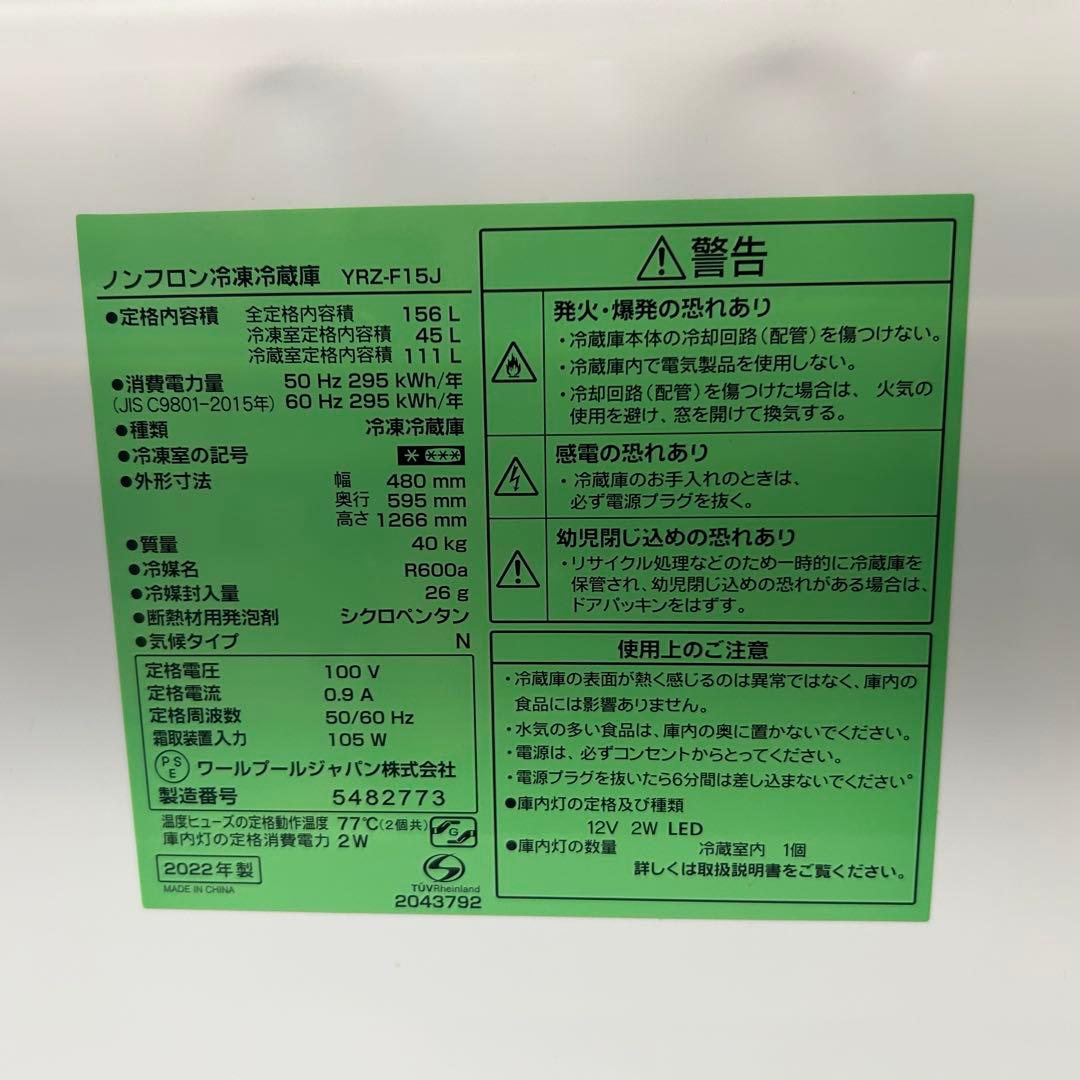 ノンフロン冷凍冷蔵庫 YRZ-F15J
●定格内容積 全定格内容積 156 L
冷凍室定格内容積 45 L
冷蔵室定格内容積 111 L
●消費電力量 50 Hz 295 kWh/年
(JIS C9801-2015年) 60 Hz 295 kWh/年
●種類 冷凍冷蔵庫
●冷凍室の記号
●外形寸法 幅 480 mm
奥行 595 mm
高さ 1266 mm
●質量 40 kg
●冷媒名 R600a
●冷媒封入量 26 g
●断熱材用発泡剤 シクロペンタン
●気候タイプ N
定格電圧 100 V
定格電流 0.9 A
定格周波数 50/60 Hz
霜取装置入力 105 W
PSE ワールプールジャパン株式会社
製造番号 5482773
温度ヒューズの定格動作温度 77℃(2個共)
庫内灯の定格消費電力 2W
G
2022年製
MADE IN CHINA
TÜVRheinland
2043792
警告
発火・爆発の恐れあり
・冷蔵庫本体の冷却回路(配管)を傷つけない。
・冷蔵庫内で電気製品を使用しない。
・冷却回路(配管)を傷つけた場合は、火気の
使用を避け、窓を開けて換気する。
感電の恐れあり
・冷蔵庫のお手入れのときは、
必ず電源プラグを抜く。
幼児閉じ込めの恐れあり
・リサイクル処理などのため一時的に冷蔵庫を
保管され、幼児閉じ込めの恐れがある場合は、
ドアパッキンをはずす。
使用上のご注意
・冷蔵庫の表面が熱く感じるのは異常ではなく、庫内の
食品には影響ありません。
・水気の多い食品は、庫内の奥に置かないでください。
・電源は、必ずコンセントからとってください。
・電源プラグを抜いたら6分間は差し込まないでください。
●庫内灯の定格及び種類
12V 2W LED
●庫内灯の数量 冷蔵室内 1個
詳しくは取扱説明書をご覧ください。